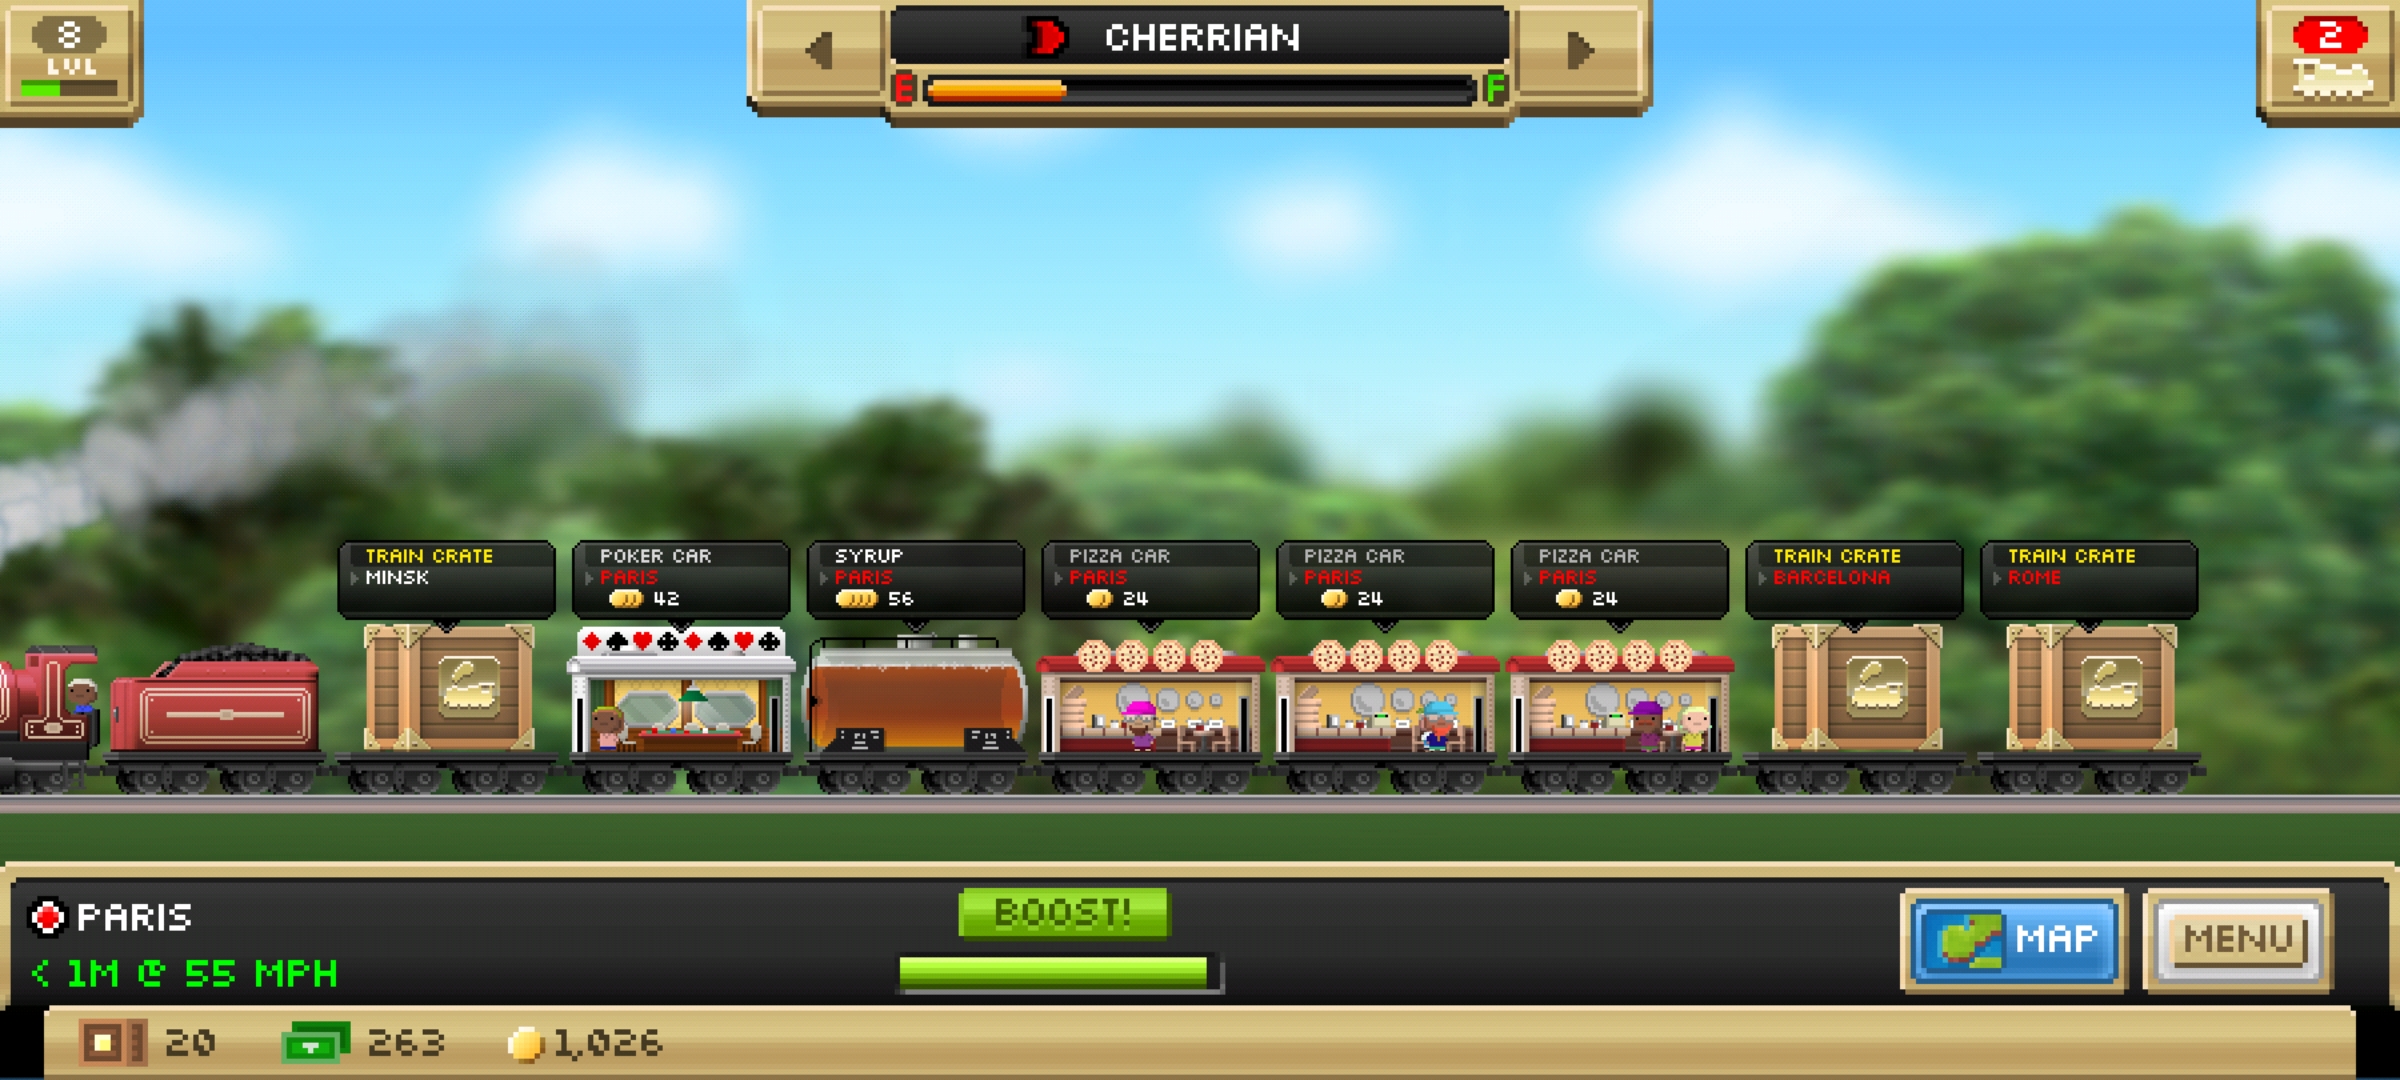 8
LVL
CHERRIAN
E F
2
TRAIN CRATE
MINSK
POKER CAR
PARIS
42
SYRUP
PARIS
56
PIZZA CAR
PARIS
24
PIZZA CAR
PARIS
24
PIZZA CAR
PARIS
24
TRAIN CRATE
BARCELONA
TRAIN CRATE
ROME
PARIS
< 1M @ 55 MPH
BOOST!
MAP
MENU
20 263 1,026